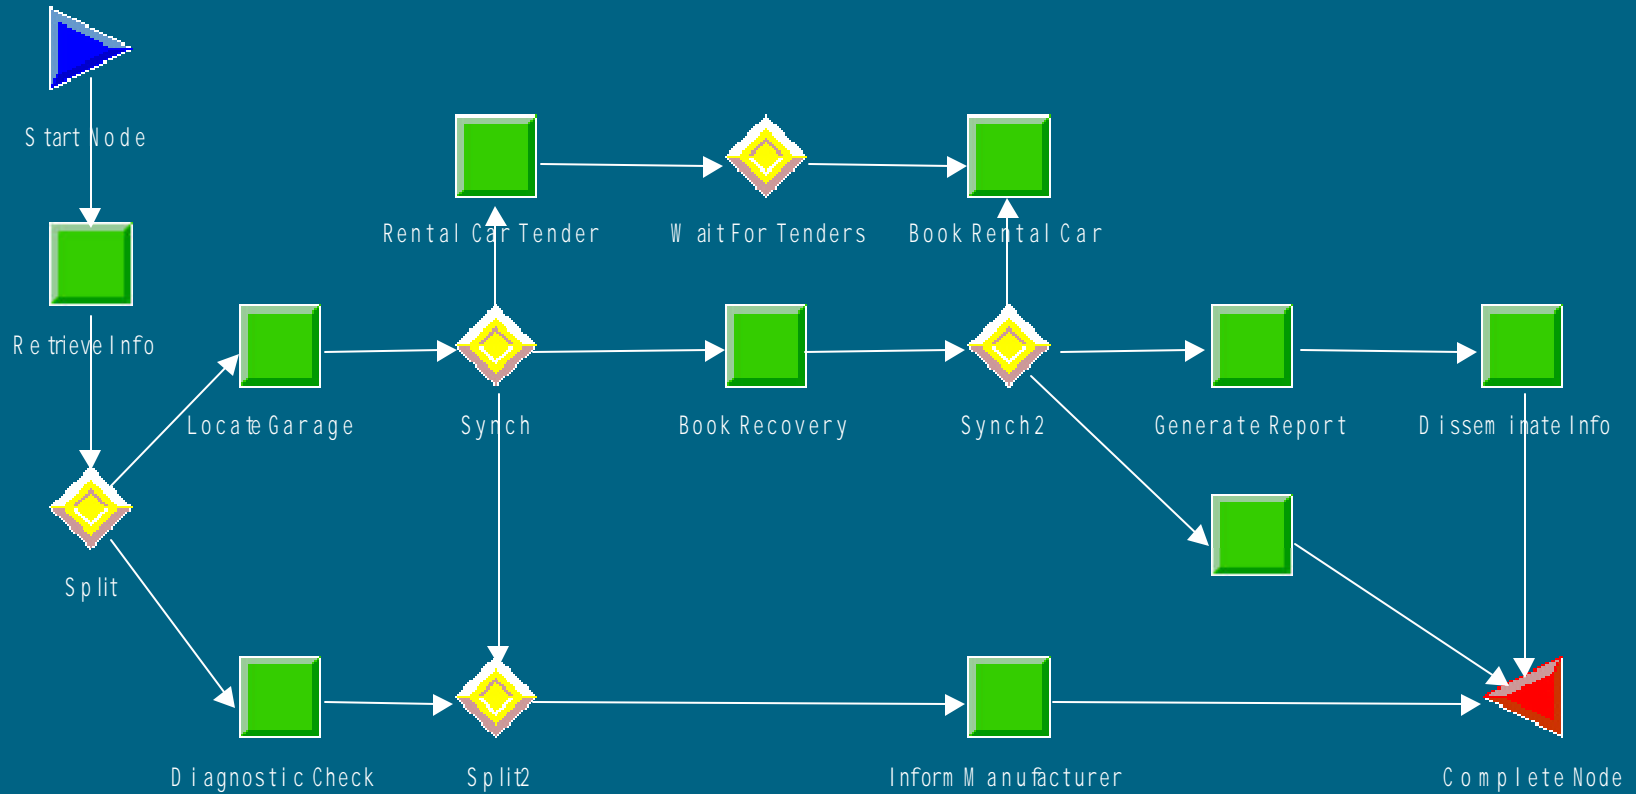 Start Node
Rental Car Tender
Wait For Tenders
Book Rental Car
Retrieve Info
Locate Garage
Synch
Book Recovery
Synch2
Generate Report
Disseminate Info
Split
Diagnostic Check
Split2
Inform Manufacturer
Complete Node